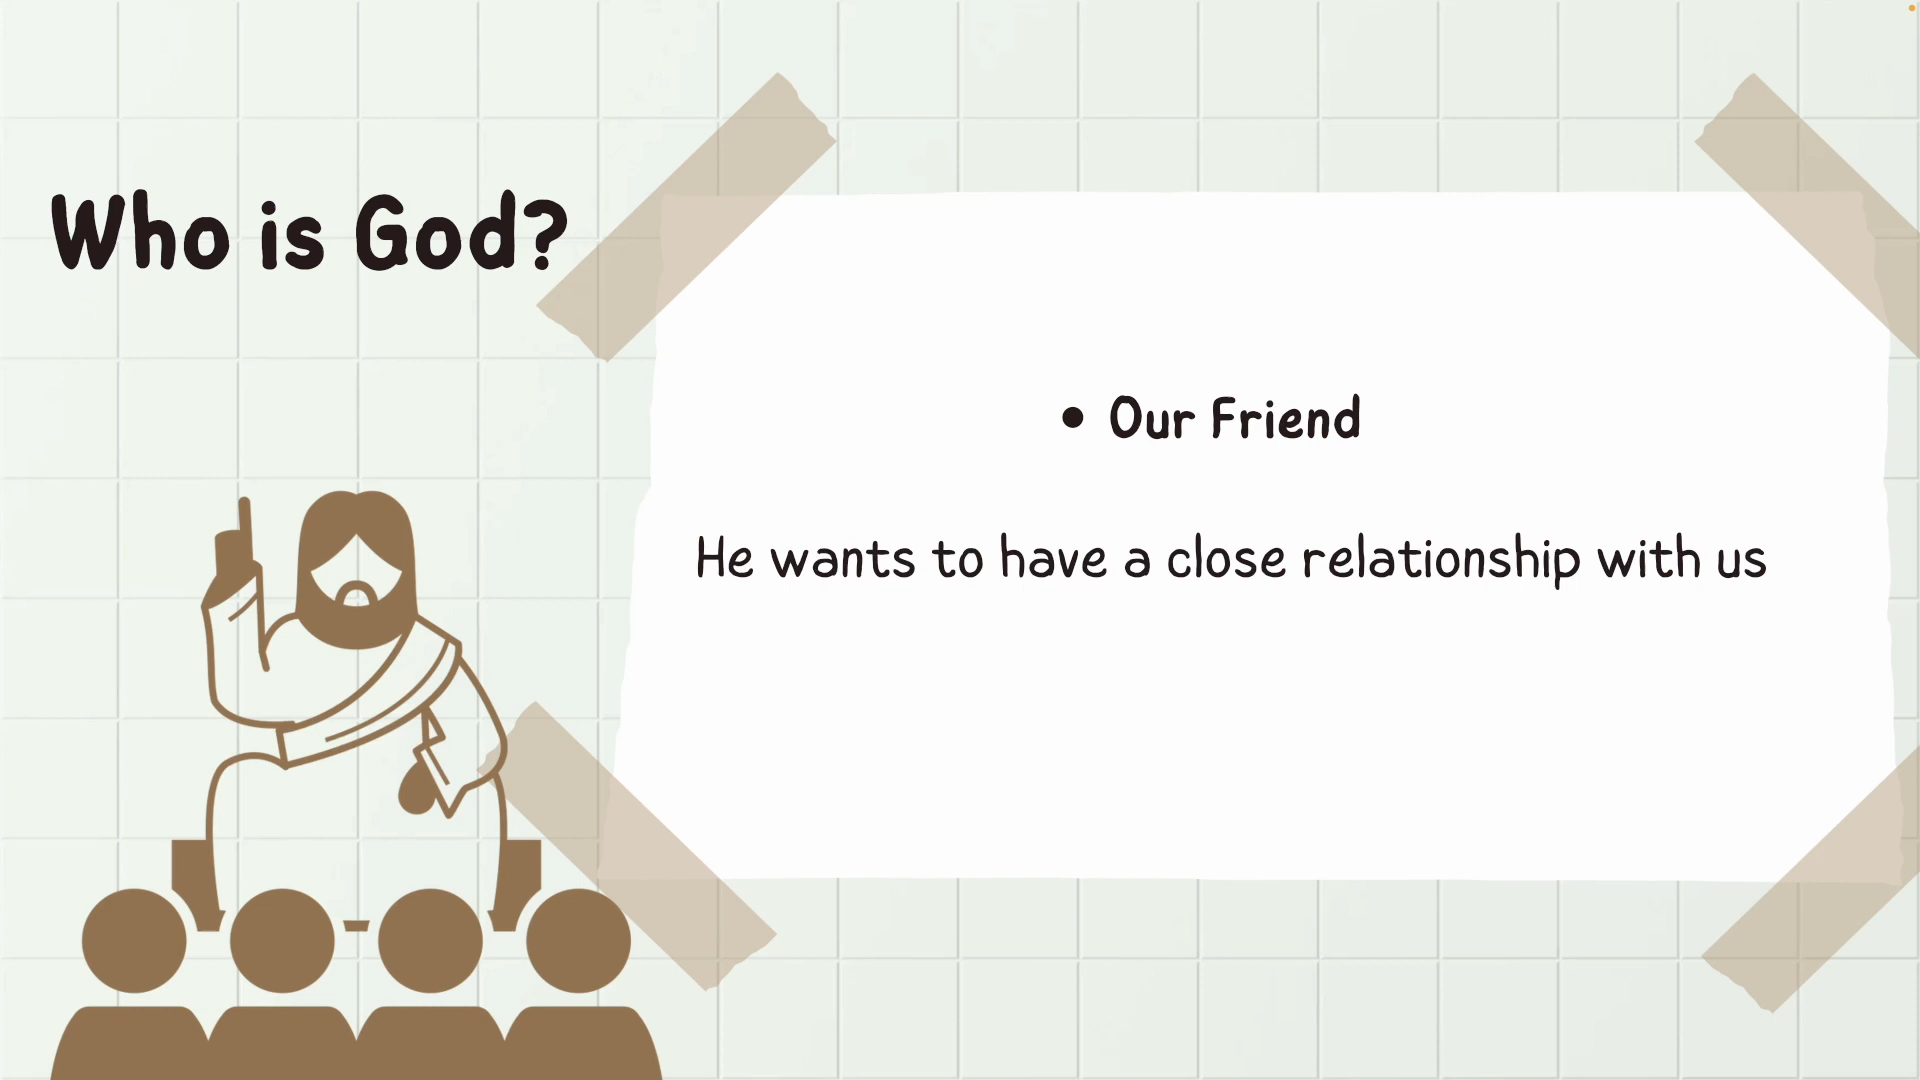 Who is God?
• Our Friend
He wants to have a close relationship with us